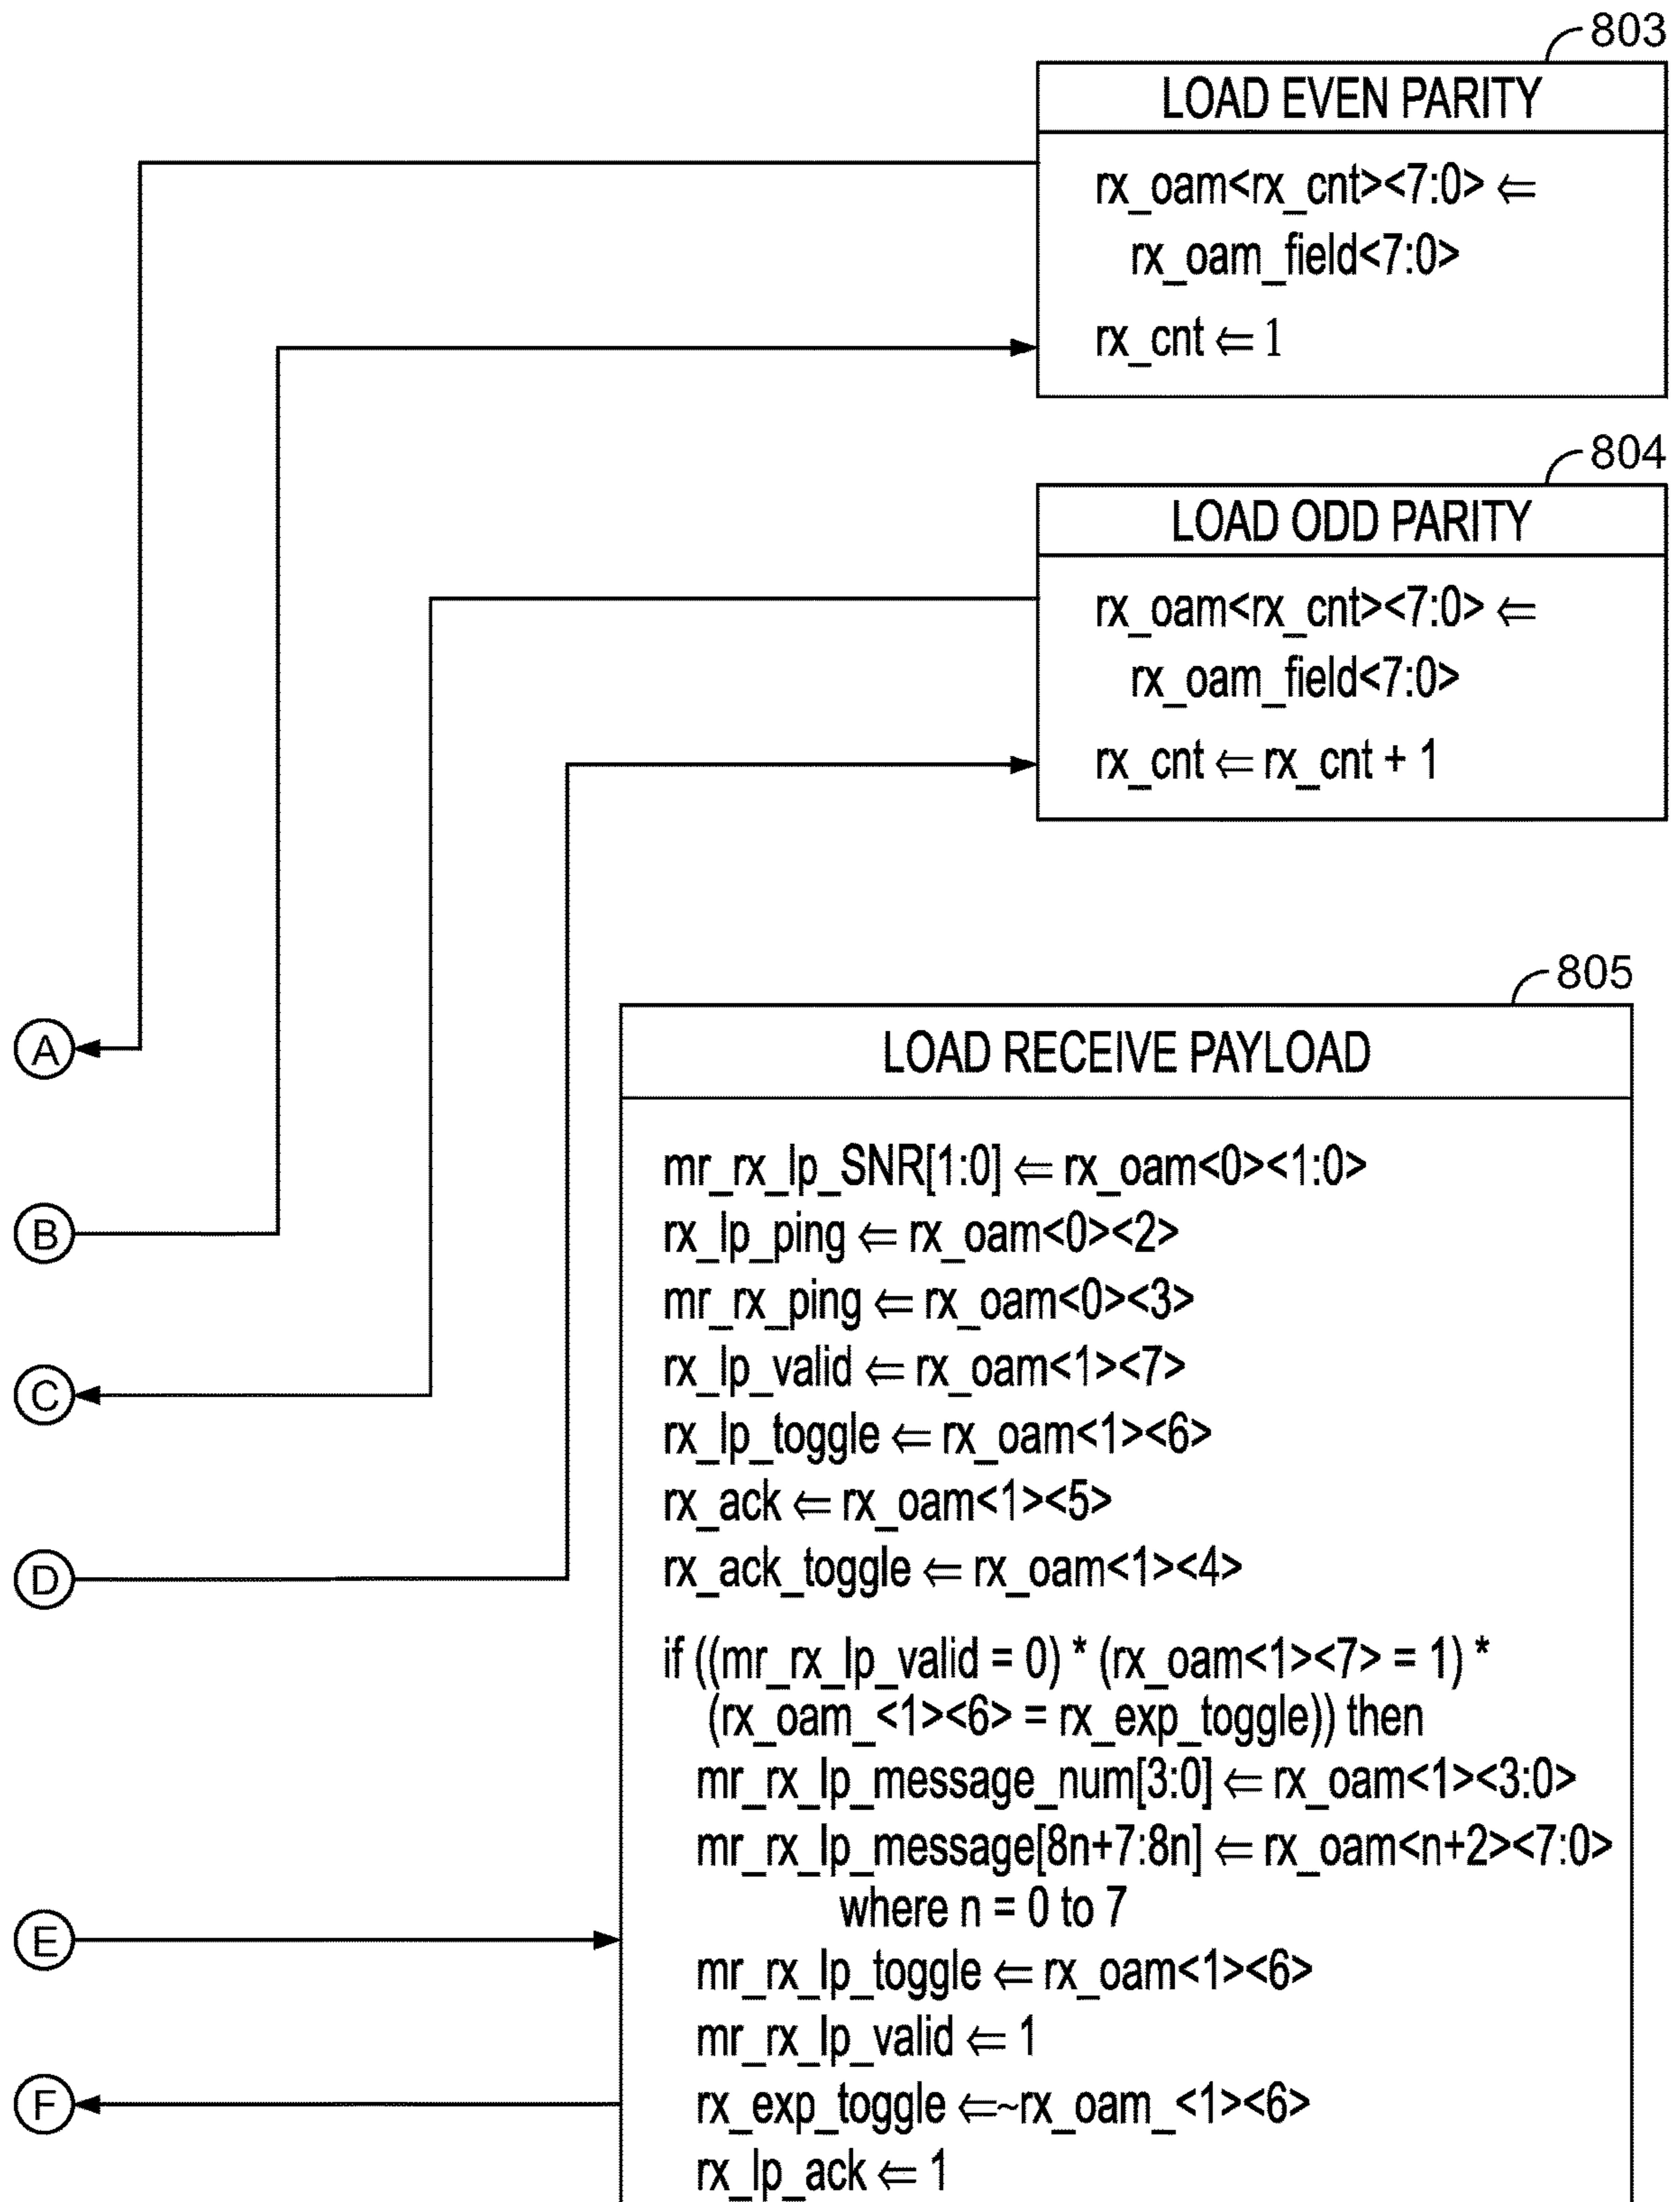 803
LOAD EVEN PARITY
rx_oam<rx_cnt><7:0> ⇐
rx_oam_field<7:0>
rx_cnt ⇐ 1
804
LOAD ODD PARITY
rx_oam<rx_cnt><7:0> ⇐
rx_oam_field<7:0>
rx_cnt ⇐ rx_cnt + 1
A
B
C
D
E
F
805
LOAD RECEIVE PAYLOAD
mr_rx_lp_SNR[1:0] ⇐ rx_oam<0><1:0>
rx_lp_ping ⇐ rx_oam<0><2>
mr_rx_ping ⇐ rx_oam<0><3>
rx_lp_valid ⇐ rx_oam<1><7>
rx_lp_toggle ⇐ rx_oam<1><6>
rx_ack ⇐ rx_oam<1><5>
rx_ack_toggle ⇐ rx_oam<1><4>
if ((mr_rx_lp_valid = 0) * (rx_oam<1><7> = 1) *
(rx_oam_<1><6> = rx_exp_toggle)) then
mr_rx_lp_message_num[3:0] ⇐ rx_oam<1><3:0>
mr_rx_lp_message[8n+7:8n] ⇐ rx_oam<n+2><7:0>
where n = 0 to 7
mr_rx_lp_toggle ⇐ rx_oam<1><6>
mr_rx_lp_valid ⇐ 1
rx_exp_toggle ⇐~rx_oam_<1><6>
rx_lp_ack ⇐ 1